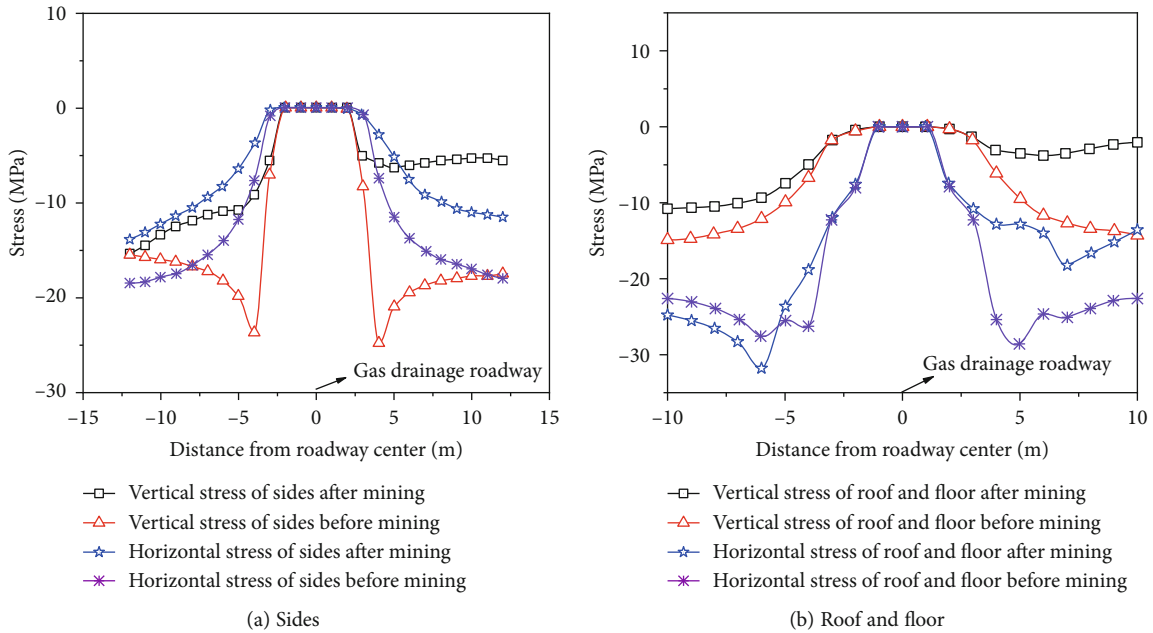 10
0
−10
−20
−30
Stress (MPa)
Gas drainage roadway
−15
−10
−5
0
5
10
15
Distance from roadway center (m)
Vertical stress of sides after mining
Vertical stress of sides before mining
Horizontal stress of sides after mining
Horizontal stress of sides before mining
(a) Sides
10
0
−10
−20
−30
Stress (MPa)
Gas drainage roadway
−10
−5
0
5
10
Distance from roadway center (m)
Vertical stress of roof and floor after mining
Vertical stress of roof and floor before mining
Horizontal stress of roof and floor after mining
Horizontal stress of roof and floor before mining
(b) Roof and floor